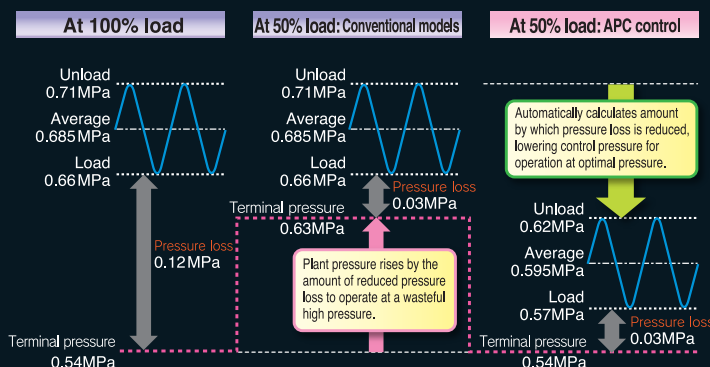 At 100% load
Unload
0.71MPa
Average
0.685MPa
Load
0.66MPa
Pressure loss
0.12MPa
Terminal pressure
0.54MPa
At 50% load: Conventional models
Unload
0.71MPa
Average
0.685MPa
Load
0.66MPa
Pressure loss
0.03MPa
Terminal pressure
0.63MPa
Plant pressure rises by the
amount of reduced pressure
loss to operate at a wasteful
high pressure.
At 50% load: APC control
Automatically calculates amount
by which pressure loss is reduced,
lowering control pressure for
operation at optimal pressure.
Unload
0.62MPa
Average
0.595MPa
Load
0.57MPa
Pressure loss
0.03MPa
Terminal pressure
0.54MPa